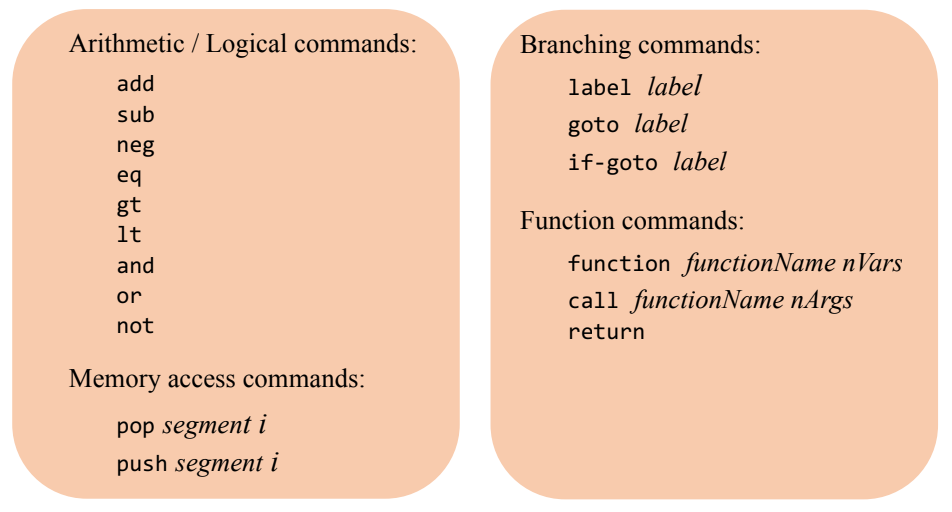 Arithmetic / Logical commands:
add
sub
neg
eq
gt
lt
and
or
not
Memory access commands:
pop segment i
push segment i
Branching commands:
label label
goto label
if-goto label
Function commands:
function functionName nVars
call functionName nArgs
return